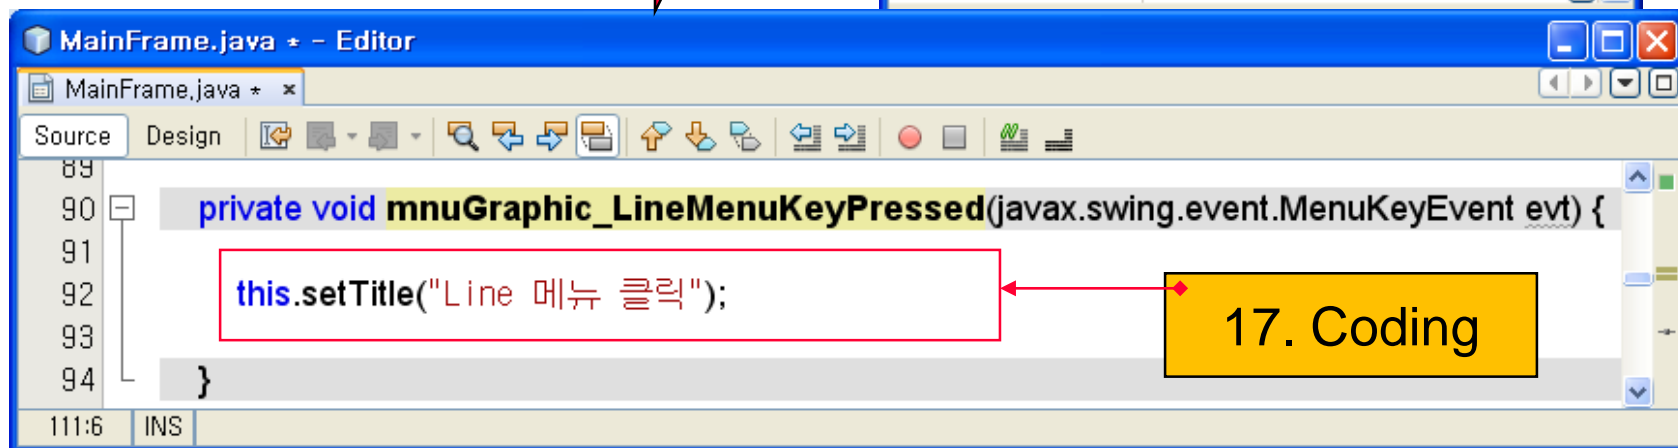 MainFrame.java * - Editor
MainFrame.java *
Source Design
89
90 private void mnuGraphic_LineMenuKeyPressed(javax.swing.event.MenuKeyEvent evt) {
91
92 this.setTitle("Line 메뉴 클릭");
93
94 }
17. Coding
111:6 INS